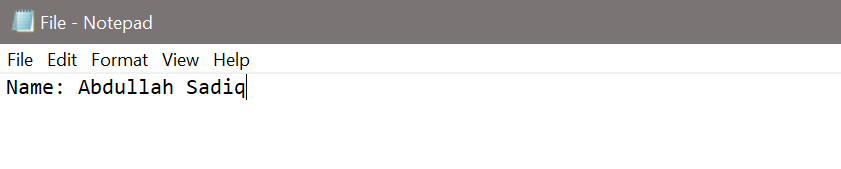 File - Notepad
File Edit Format View Help
Name: Abdullah Sadiq